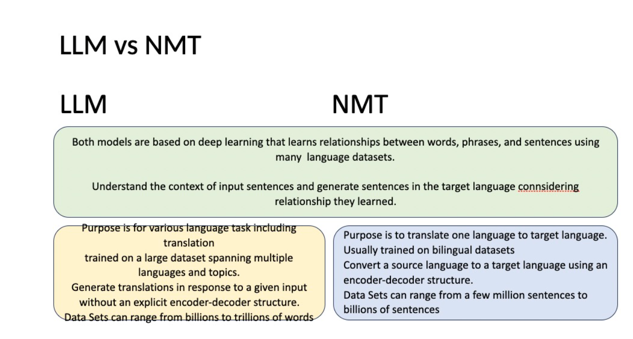 LLM vs NMT
LLM
NMT
Both models are based on deep learning that learns relationships between words, phrases, and sentences using
many language datasets.
Understand the context of input sentences and generate sentences in the target language connsidering
relationship they learned.
Purpose is for various language task including
translation
trained on a large dataset spanning multiple
languages and topics.
Generate translations in response to a given input
without an explicit encoder-decoder structure.
Data Sets can range from billions to trillions of words
Purpose is to translate one language to target language.
Usually trained on bilingual datasets
Convert a source language to a target language using an
encoder-decoder structure.
Data Sets can range from a few million sentences to
billions of sentences